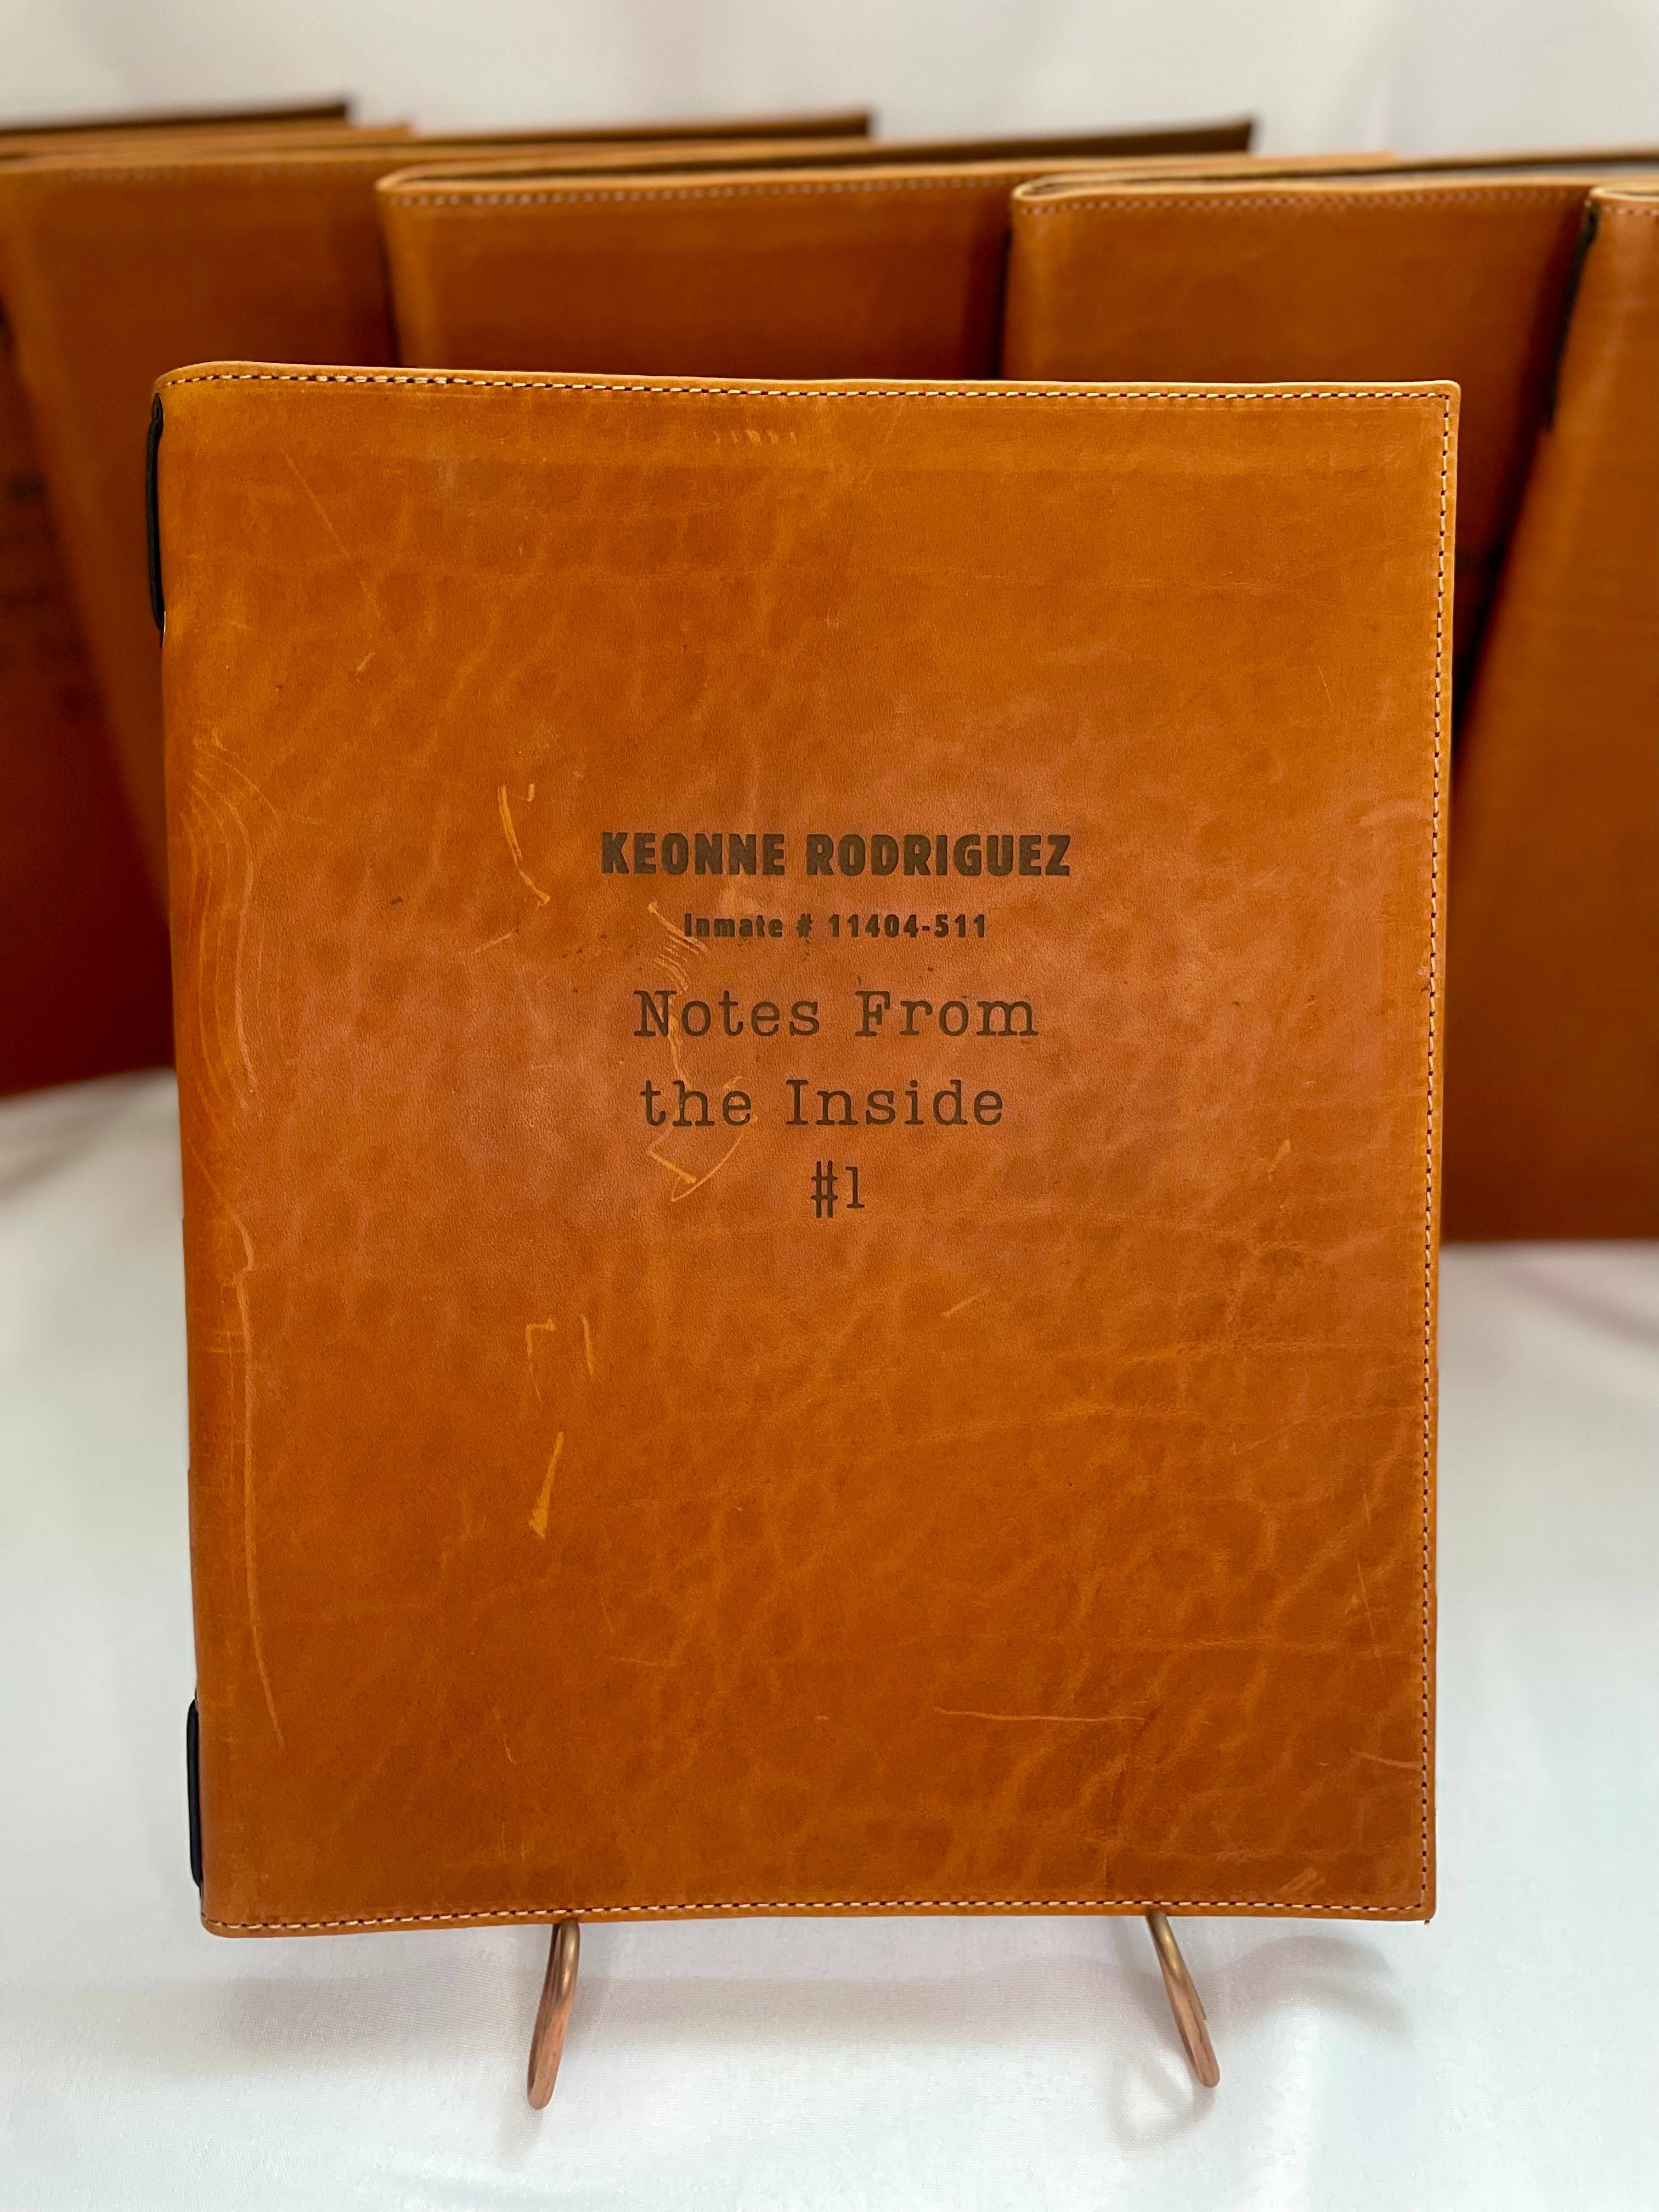 KEONNE RODRIGUEZ
Inmate # 11404-511
Notes From
the Inside
#1